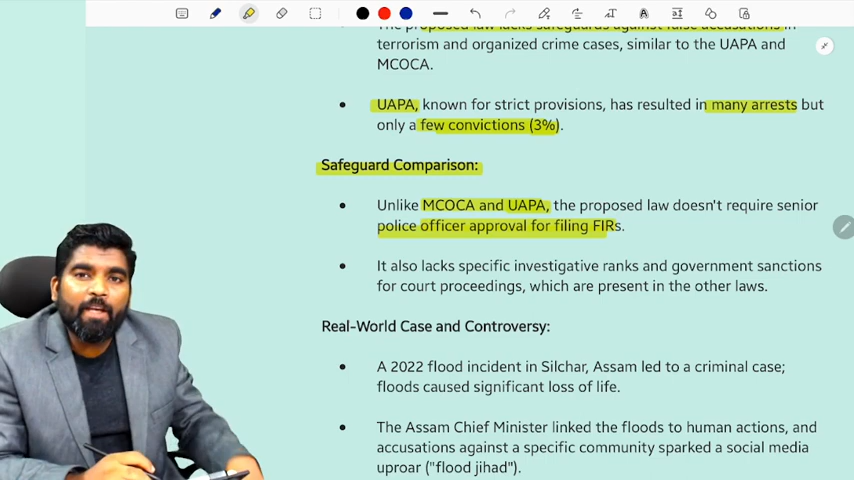 The proposed law lacks safeguards against false accusations in
terrorism and organized crime cases, similar to the UAPA and
MCOCA.
UAPA, known for strict provisions, has resulted in many arrests but
only a few convictions (3%).
Safeguard Comparison:
Unlike MCOCA and UAPA, the proposed law doesn't require senior
police officer approval for filing FIRs.
It also lacks specific investigative ranks and government sanctions
for court proceedings, which are present in the other laws.
Real-World Case and Controversy:
A 2022 flood incident in Silchar, Assam led to a criminal case;
floods caused significant loss of life.
The Assam Chief Minister linked the floods to human actions, and
accusations against a specific community sparked a social media
uproar ("flood jihad").